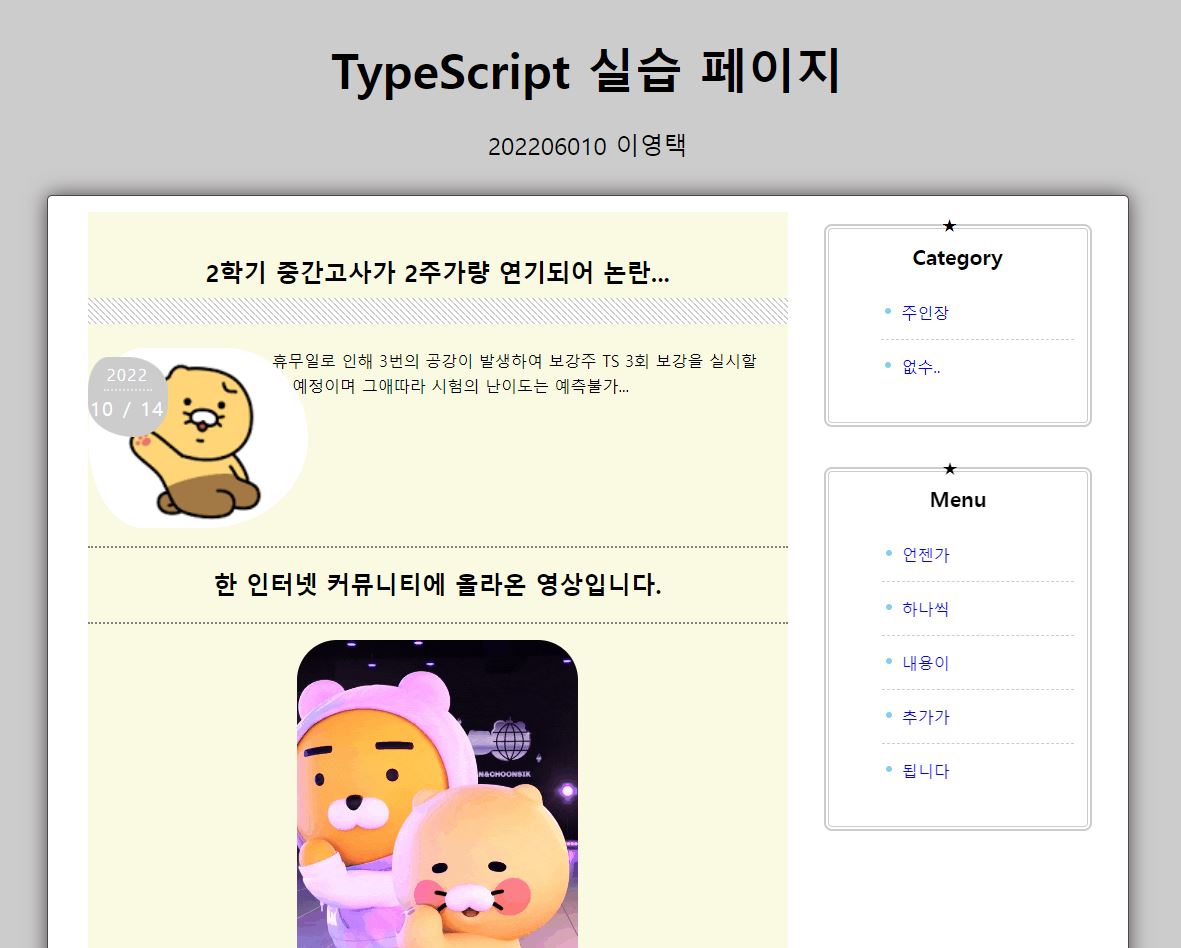 TypeScript 실습 페이지
202206010 이영택
2학기 중간고사가 2주가량 연기되어 논란...
2022
10 / 14
휴무일로 인해 3번의 공강이 발생하여 보강주 TS 3회 보강을 실시할
예정이며 그애따라 시험의 난이도는 예측불가...
한 인터넷 커뮤니티에 올라온 영상입니다.
N&CHOONSIK
★
Category
주인장
없수..
★
Menu
언젠가
하나씩
내용이
추가가
됩니다